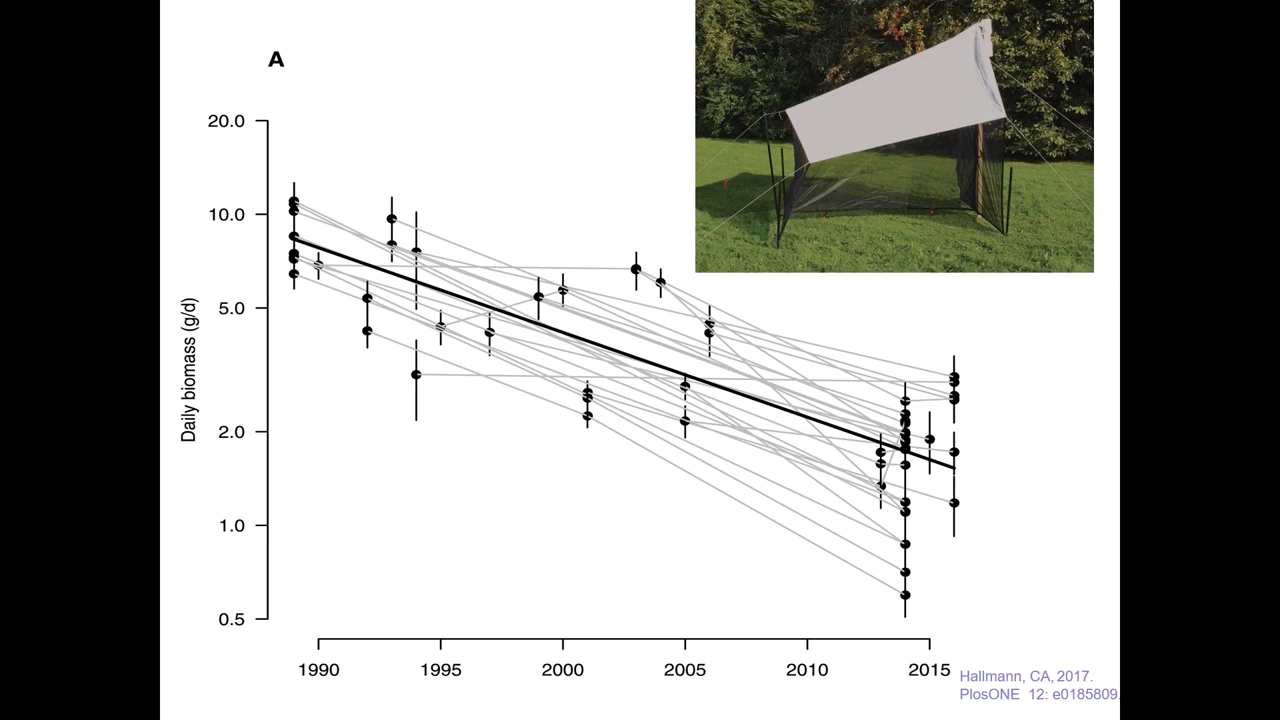 A
20.0
10.0
5.0
2.0
1.0
0.5
Daily biomass (g/d)
1990 1995 2000 2005 2010 2015
Hallmann, CA, 2017.
PlosONE 12: e0185809.